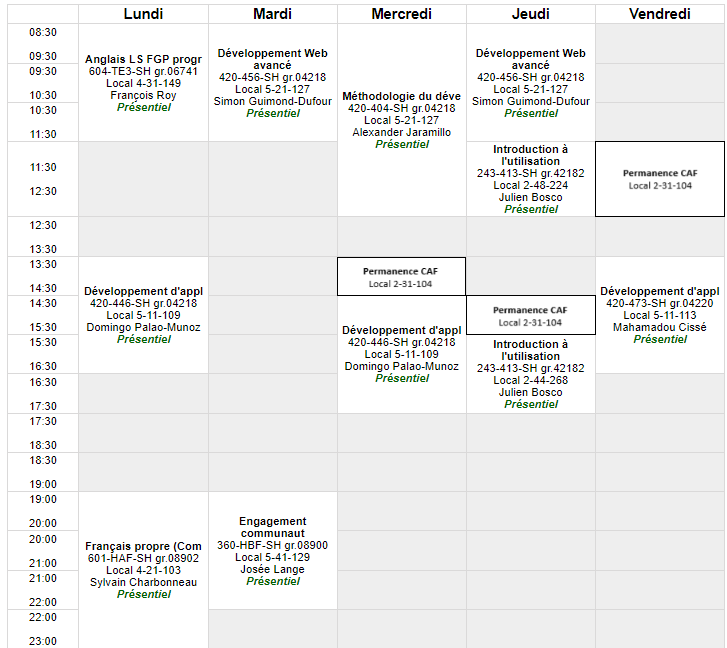 Lundi
Mardi
Mercredi
Jeudi
Vendredi
08:30
09:30
09:30
10:30
10:30
11:30
11:30
12:30
12:30
13:30
13:30
14:30
14:30
15:30
15:30
16:30
16:30
17:30
17:30
18:30
18:30
19:00
19:00
20:00
20:00
21:00
21:00
22:00
22:00
23:00
Anglais LS FGP progr
604-TE3-SH gr.06741
Local 4-31-149
François Roy
Présentiel
Développement d'appl
420-446-SH gr.04218
Local 5-11-109
Domingo Palao-Munoz
Présentiel
Français propre (Com
601-HAF-SH gr.08902
Local 4-21-103
Sylvain Charbonneau
Présentiel
Développement Web
avancé
420-456-SH gr.04218
Local 5-21-127
Simon Guimond-Dufour
Présentiel
Engagement
communaut
360-HBF-SH gr.08900
Local 5-41-129
Josée Lange
Présentiel
Méthodologie du déve
420-404-SH gr.04218
Local 5-21-127
Alexander Jaramillo
Présentiel
Permanence CAF
Local 2-31-104
Développement d'appl
420-446-SH gr.04218
Local 5-11-109
Domingo Palao-Munoz
Présentiel
Développement Web
avancé
420-456-SH gr.04218
Local 5-21-127
Simon Guimond-Dufour
Présentiel
Introduction à
l'utilisation
243-413-SH gr.42182
Local 2-48-224
Julien Bosco
Présentiel
Permanence CAF
Local 2-31-104
Introduction à
l'utilisation
243-413-SH gr.42182
Local 2-44-268
Julien Bosco
Présentiel
Permanence CAF
Local 2-31-104
Développement d'appl
420-473-SH gr.04220
Local 5-11-113
Mahamadou Cissé
Présentiel